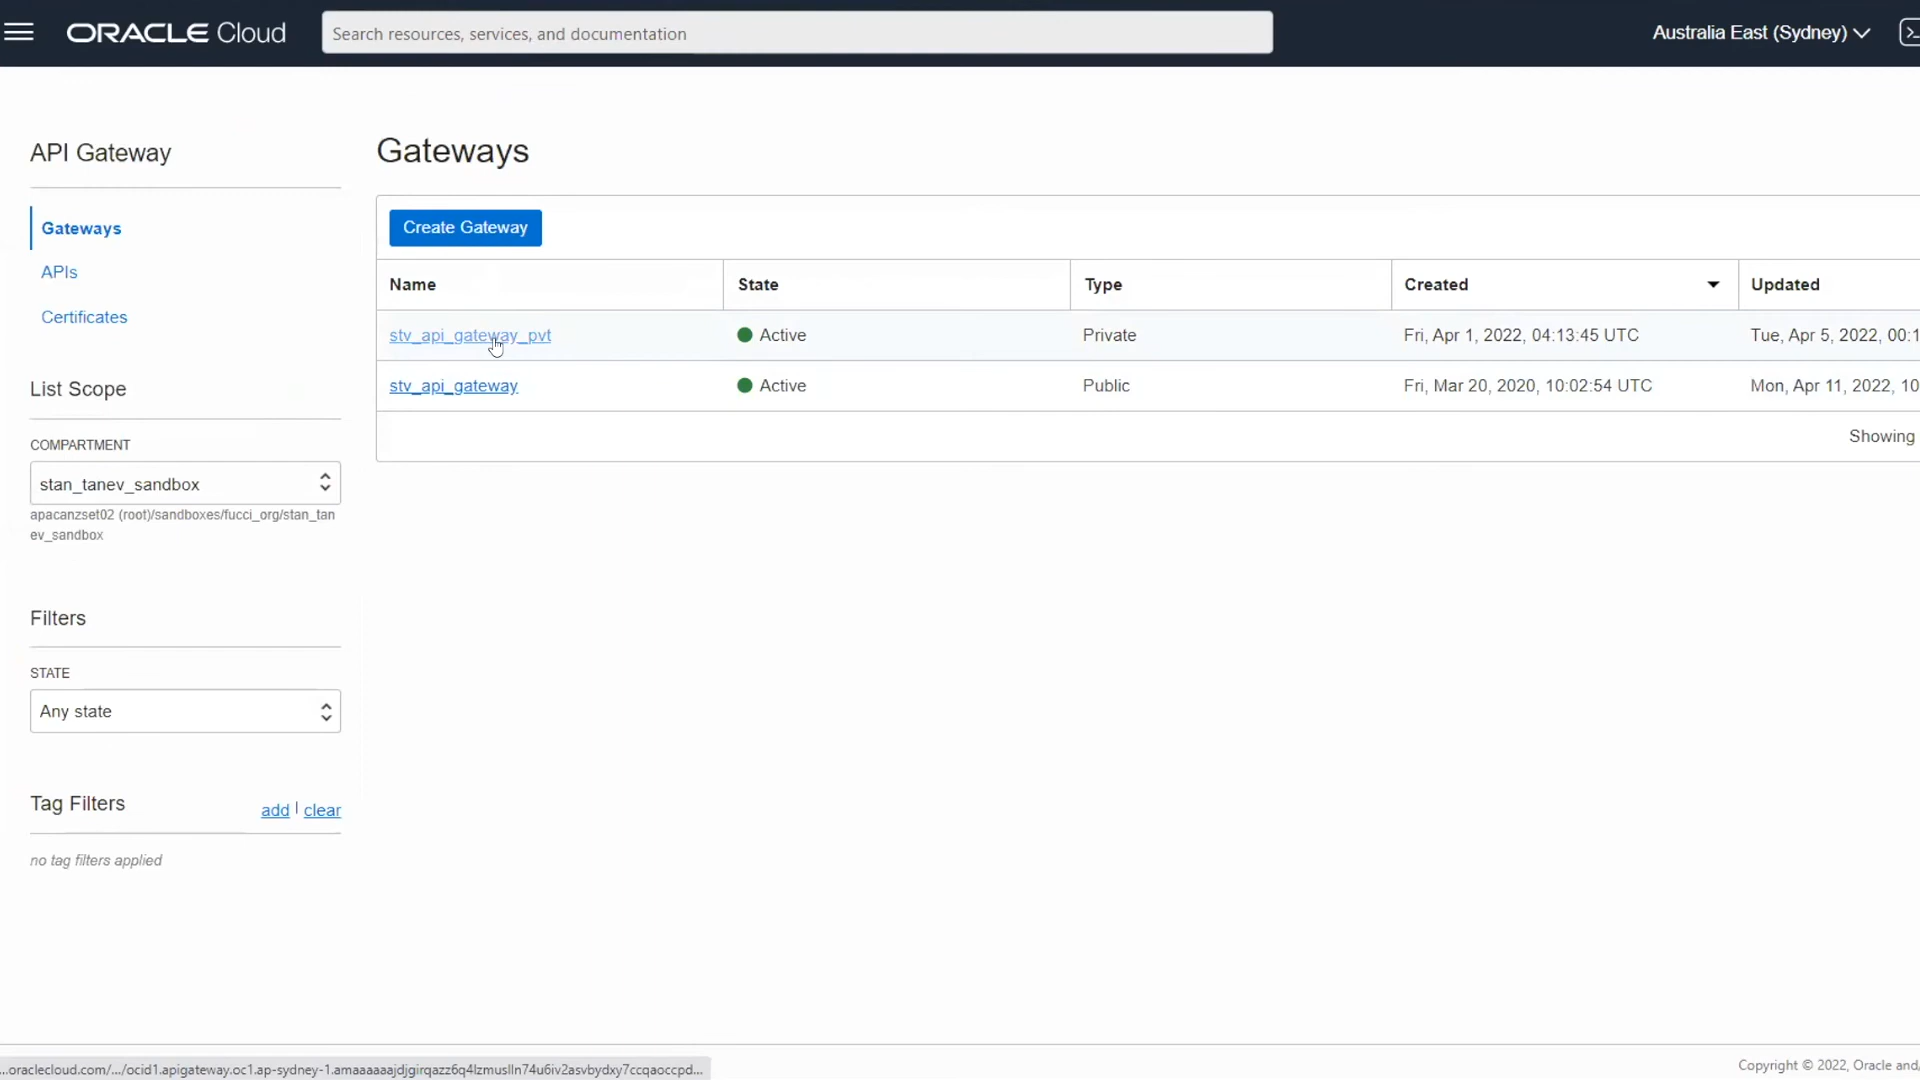 ORACLE Cloud
Search resources, services, and documentation
Australia East (Sydney)
API Gateway
Gateways
APIs
Certificates
List Scope
COMPARTMENT
stan_tanev_sandbox
apacanzset02 (root)/sandboxes/fucci_org/stan_tan
ev_sandbox
Filters
STATE
Any state
Tag Filters
add | clear
no tag filters applied
Gateways
Create Gateway
Name State Type Created Updated
stv_api_gateway_pvt Active Private Fri, Apr 1, 2022, 04:13:45 UTC Tue, Apr 5, 2022, 00:1
stv_api_gateway Active Public Fri, Mar 20, 2020, 10:02:54 UTC Mon, Apr 11, 2022, 10
Showing
...oraclecloud.com/.../ocid1.apigateway.oc1.ap-sydney-1.amaaaaaajdjgirqazz6q4lzmuslln74u6iv2asvbydxy7ccqaoccpd...
Copyright © 2022, Oracle and/